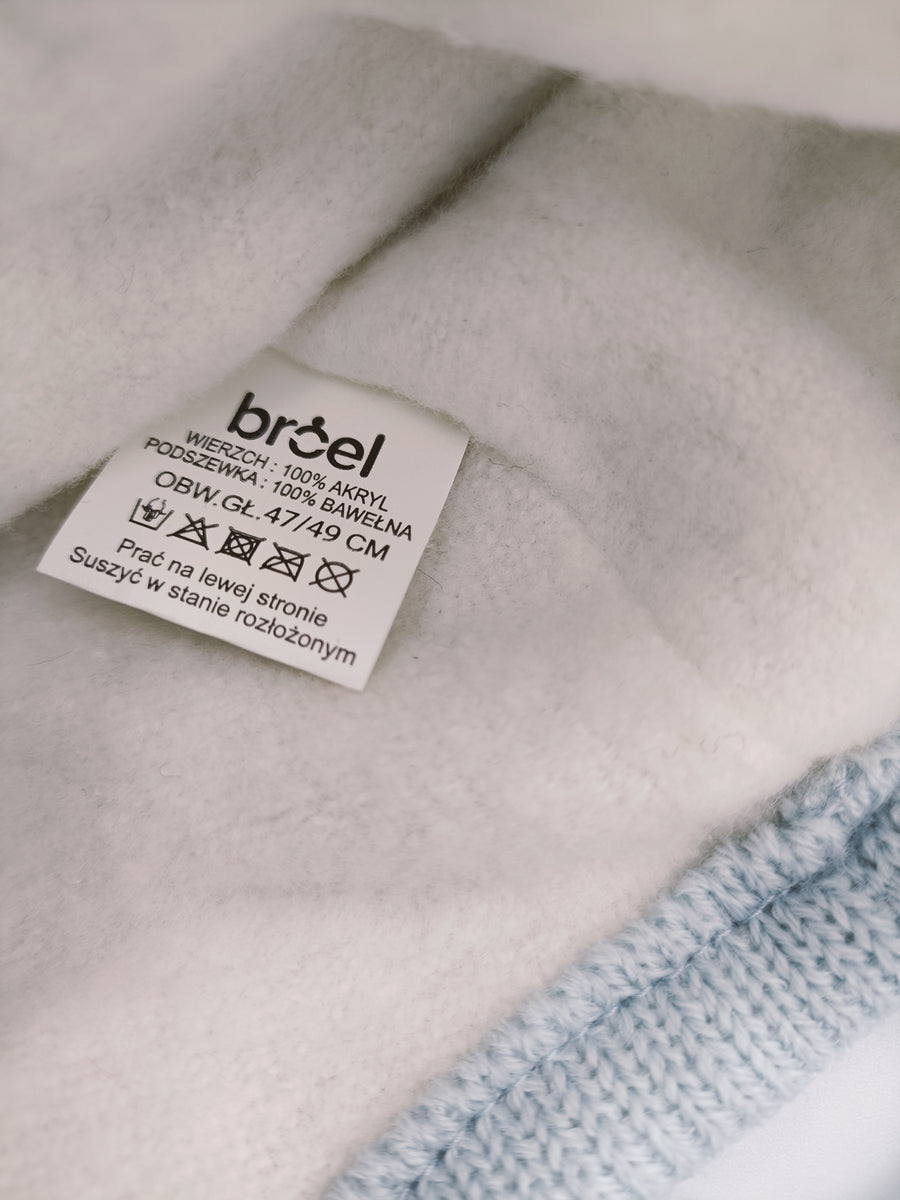 broel
WIERZCH : 100% AKRYL
PODSZEWKA : 100% BAWEŁNA
OBW.GŁ.47/49 CM
Prać na lewej stronie
Suszyć w stanie rozłożonym